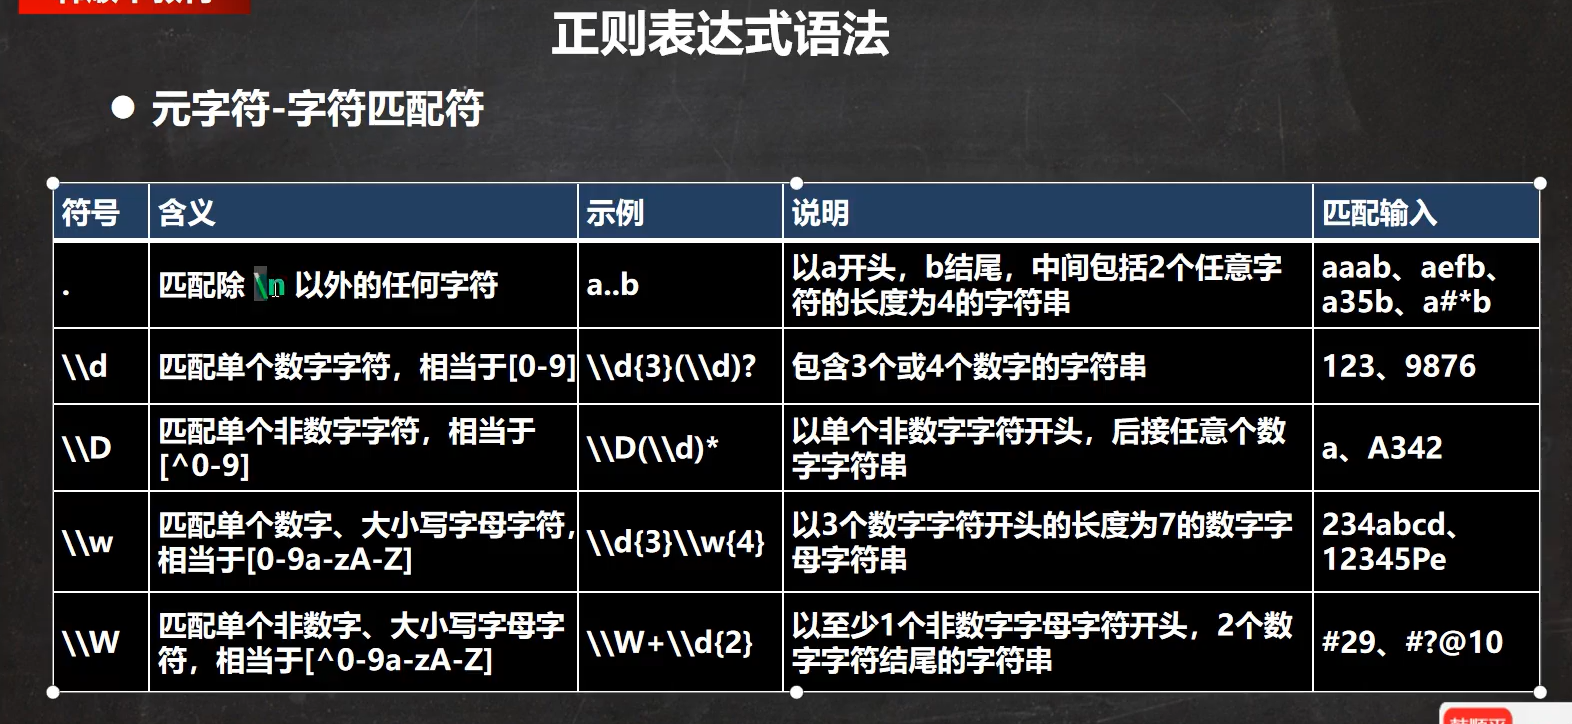 正则表达式语法
元字符-字符匹配符
符号 含义 示例 说明 匹配输入
. 匹配除 \n 以外的任何字符 a..b 以a开头，b结尾，中间包括2个任意字
符的长度为4的字符串 aaab、aefb、
a35b、a#*b
\\d 匹配单个数字字符，相当于[0-9] \\d{3}(\\d)? 包含3个或4个数字的字符串 123、9876
\\D 匹配单个非数字字符，相当于
[^0-9] \\D(\\d)* 以单个非数字字符开头，后接任意个数
字字符串 a、A342
\\w 匹配单个数字、大小写字母字符，
相当于[0-9a-zA-Z] \\d{3}\\w{4} 以3个数字字符开头的长度为7的数字字
母字符串 234abcd、
12345Pe
\\W 匹配单个非数字、大小写字母字
符，相当于[^0-9a-zA-Z] \\W+\\d{2} 以至少1个非数字字母字符开头，2个数
字字符结尾的字符串 #29、#?@10